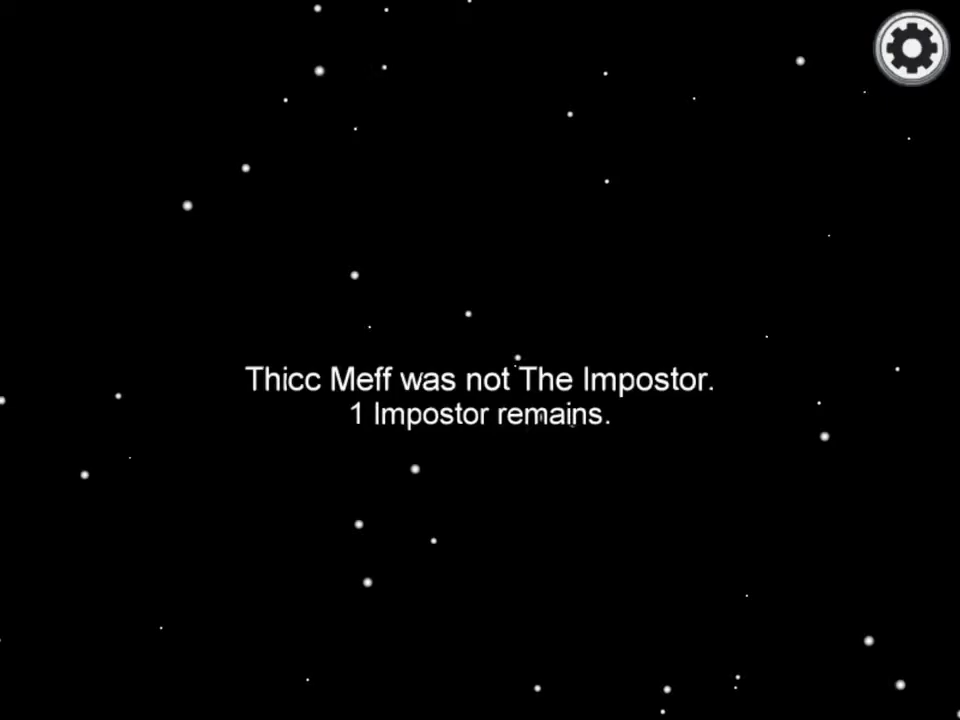 Thicc Meff was not The Impostor.
1 Impostor remains.